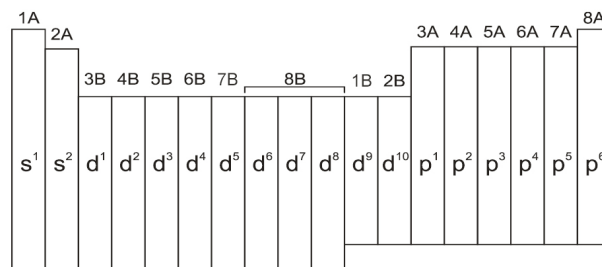 1A 8A
2A 3A 4A 5A 6A 7A
3B 4B 5B 6B 7B 8B 1B 2B
s¹ s² d¹ d² d³ d⁴ d⁵ d⁶ d⁷ d⁸ d⁹ d¹⁰ p¹ p² p³ p⁴ p⁵ p⁶